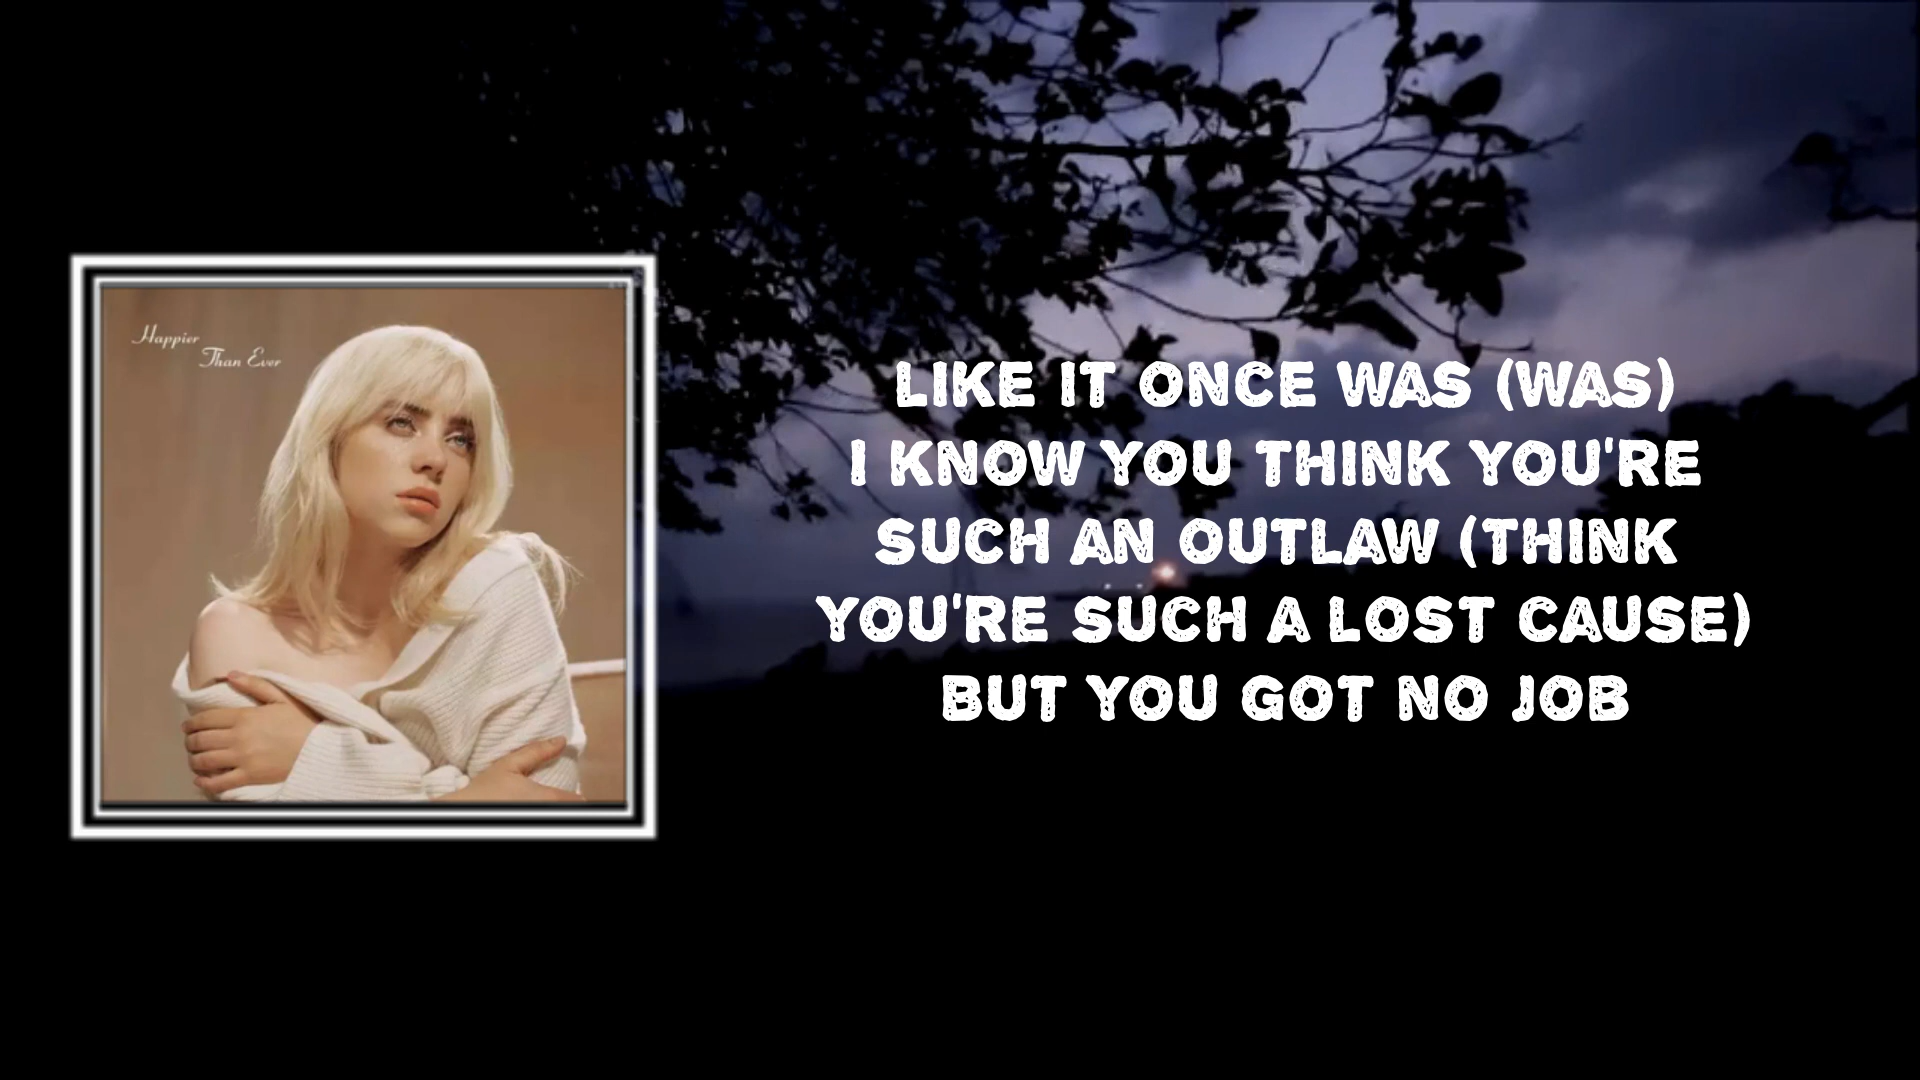 Happier
Than Ever
LIKE IT ONCE WAS (WAS)
I KNOW YOU THINK YOU'RE
SUCH AN OUTLAW (THINK
YOU'RE SUCH A LOST CAUSE)
BUT YOU GOT NO JOB